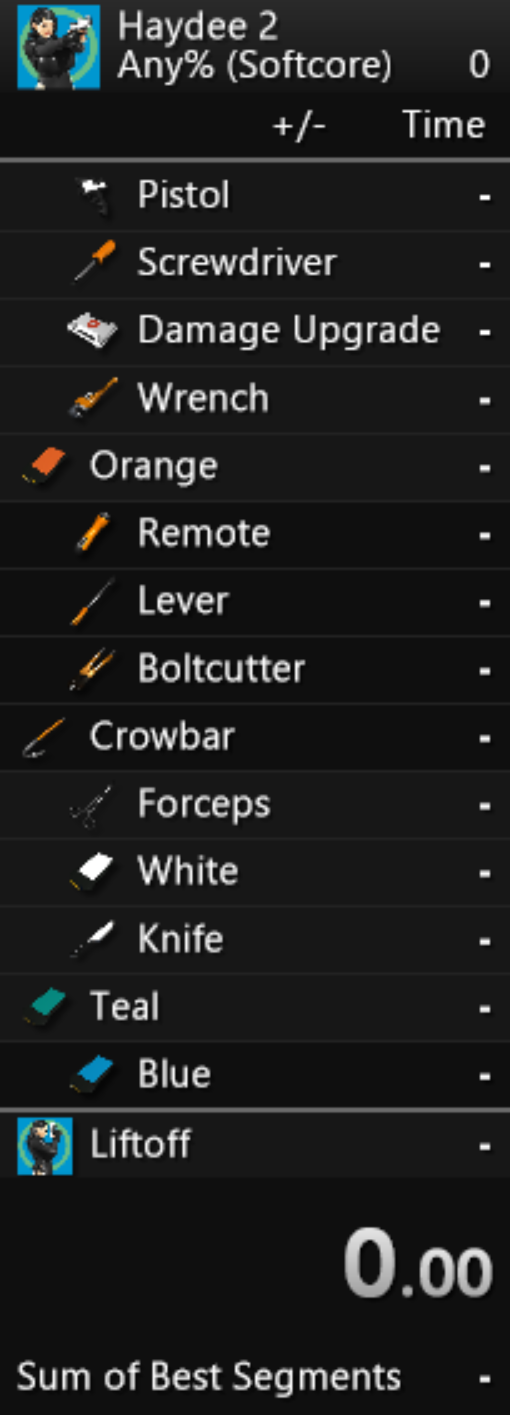 Haydee 2
Any% (Softcore) 0
+/- Time
Pistol -
Screwdriver -
Damage Upgrade -
Wrench -
Orange -
Remote -
Lever -
Boltcutter -
Crowbar -
Forceps -
White -
Knife -
Teal -
Blue -
Liftoff -
0.00
Sum of Best Segments -